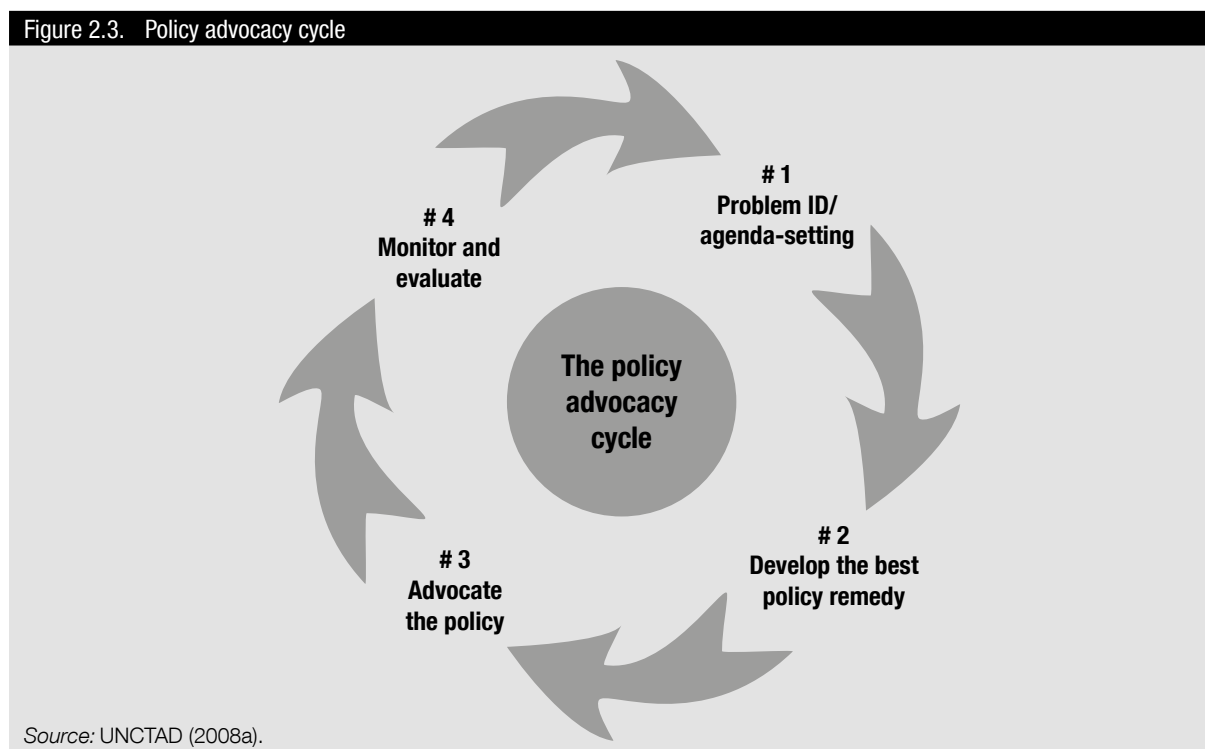 Figure 2.3. Policy advocacy cycle
# 1
Problem ID/
agenda-setting
# 4
Monitor and
evaluate
The policy
advocacy
cycle
# 2
Develop the best
policy remedy
# 3
Advocate
the policy
Source: UNCTAD (2008a).